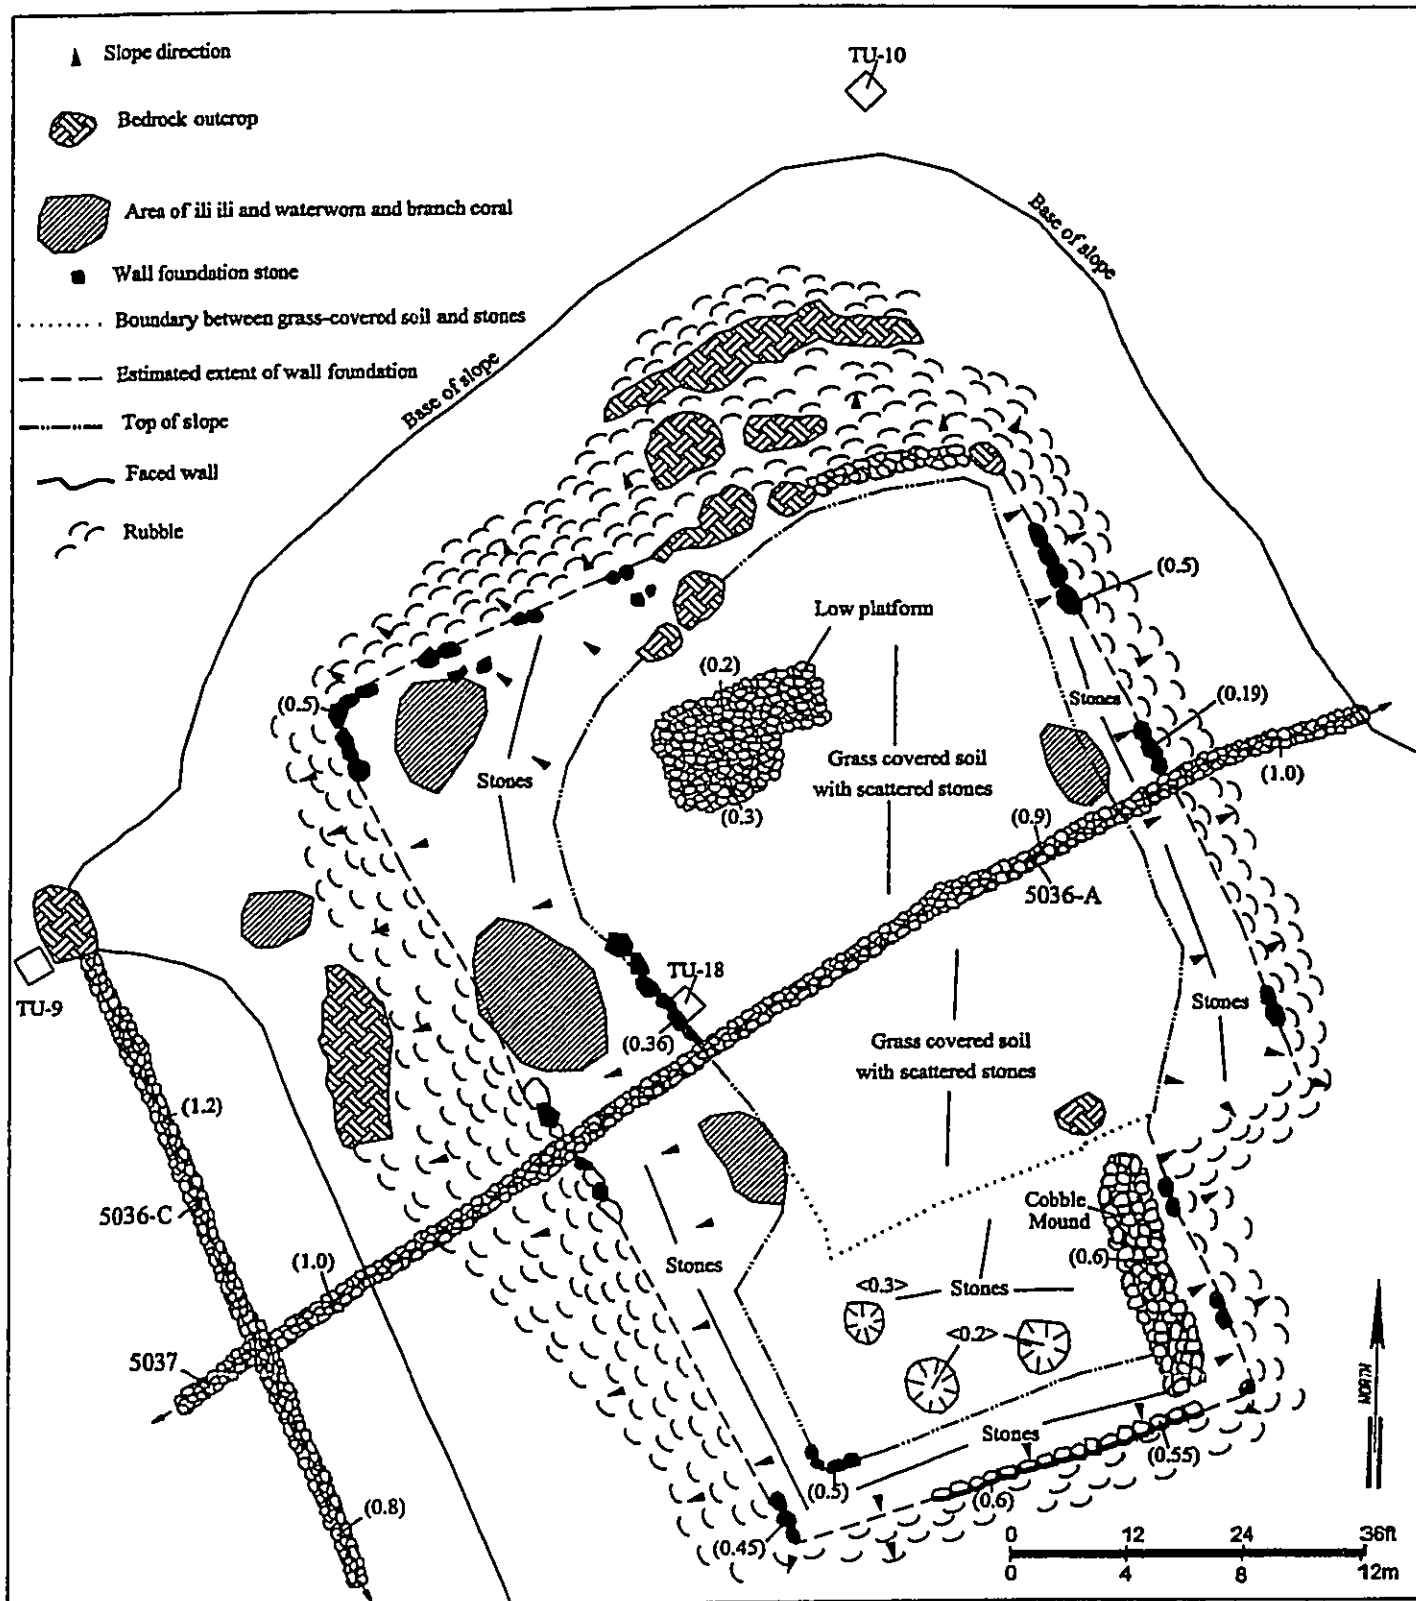 Slope direction
Bedrock outcrop
Area of ili ili and waterworn and branch coral
Wall foundation stone
Boundary between grass-covered soil and stones
Estimated extent of wall foundation
Top of slope
Faced wall
Rubble
TU-10
Base of slope
Base of slope
(0.5)
Low platform
(0.2)
(0.5)
Stones
(0.19)
Stones
Grass covered soil
with scattered stones
(0.3)
(1.0)
(0.9)
5036-A
TU-9
TU-18
(0.36)
Stones
Grass covered soil
with scattered stones
(1.2)
5036-C
Cobble
Mound
(0.6)
(1.0)
Stones
<0.3>
Stones
<0.2>
5037
NORTH
Stones
(0.55)
(0.5)
(0.6)
(0.8)
(0.45)
0 12 24 36ft
0 4 8 12m